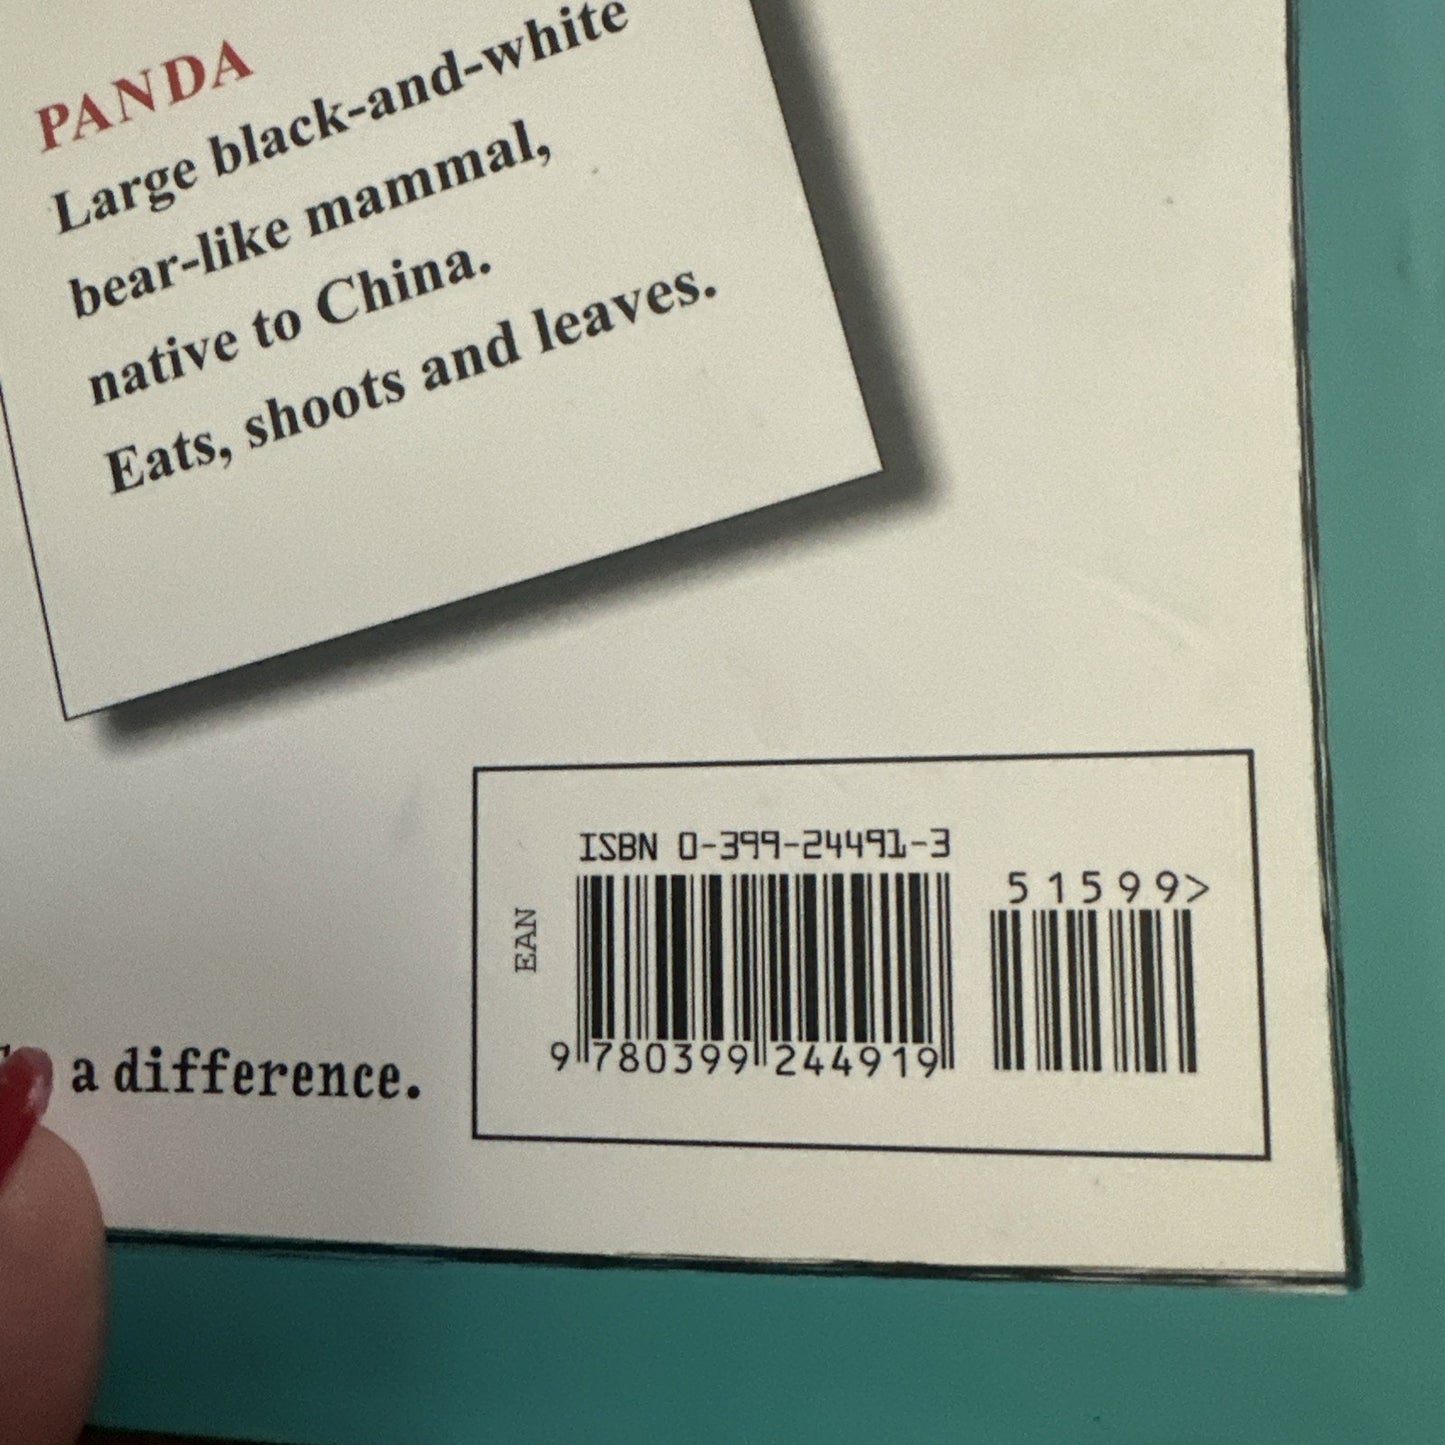 PANDA
Large black-and-white
bear-like mammal,
native to China.
Eats, shoots and leaves.
a difference.
ISBN 0-399-24491-3
51599>
EAN
9 780399 244919